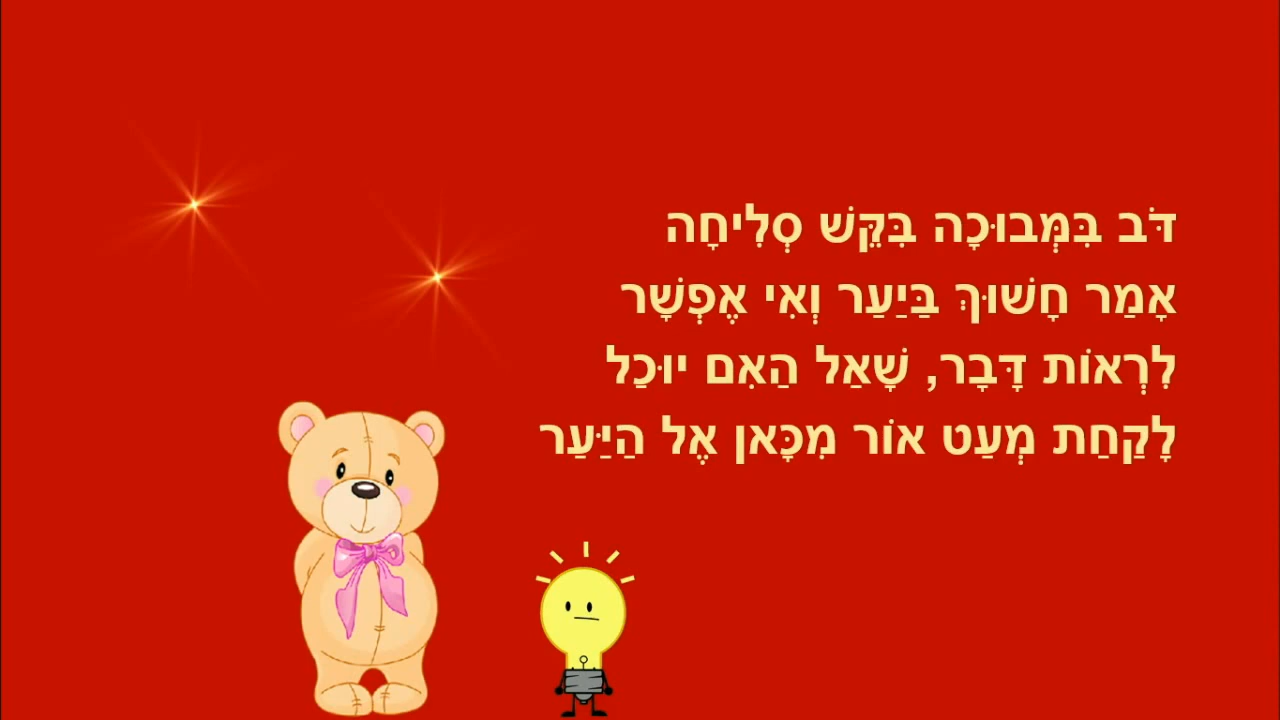 דֹּב בִּמְּבוּכָה בִּקֵּשׁ סְלִיחָה
אָמַר חָשׁוּךְ בַּיַּעַר וְאִי אֶפְשָׁר
לִרְאוֹת דָּבָר, שָׁאַל הַאִם יוּכַל
לָקַחַת מְעַט אוֹר מִכָּאן אֶל הַיַּעַר